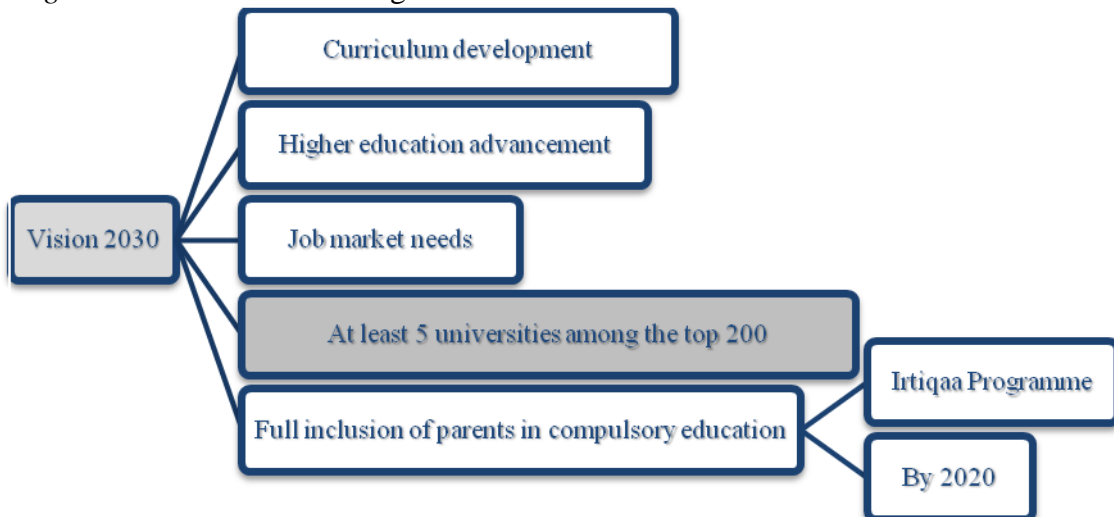 Curriculum development
Higher education advancement
Vision 2030
Job market needs
At least 5 universities among the top 200
Irtiqaa Programme
Full inclusion of parents in compulsory education
By 2020